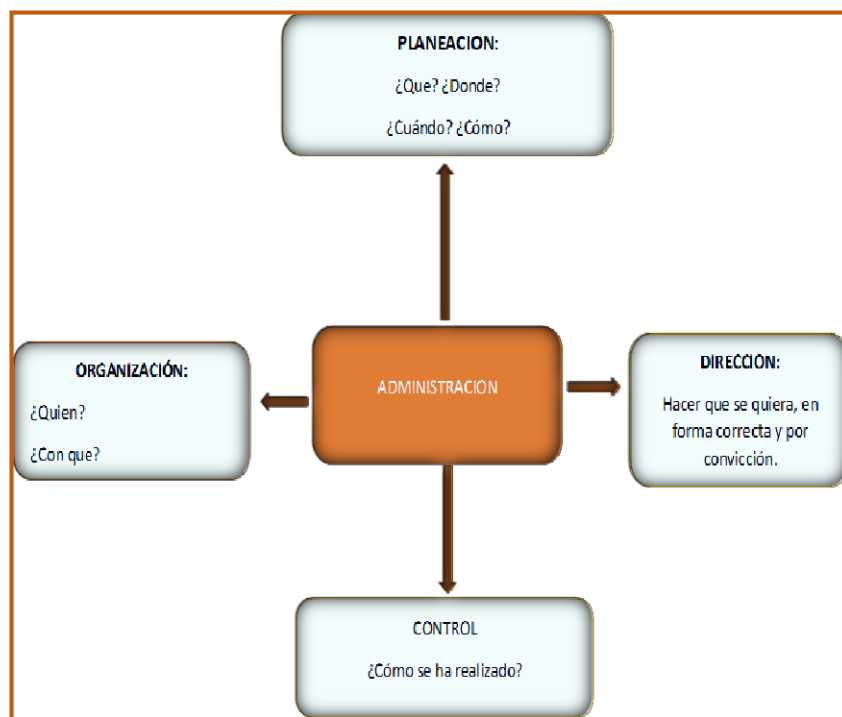 PLANEACION:
¿Que? ¿Donde?
¿Cuándo? ¿Cómo?
ORGANIZACIÓN:
¿Quien?
¿Con que?
ADMINISTRACION
DIRECCIÓN:
Hacer que se quiera, en
forma correcta y por
convicción.
CONTROL
¿Cómo se ha realizado?